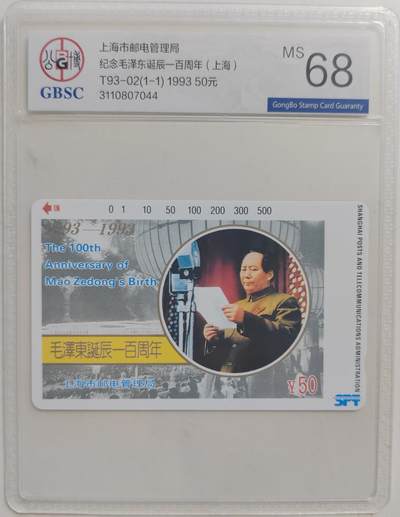 上海市邮电管理局
纪念毛泽东诞辰一百周年(上海)
T93-02(1-1) 1993 50元
3110807044
公博
G
GBSC
MS 68
GongBo Stamp Card Guaranty
0 1 10 50 100 200 300 500
1893—1993
The 100th
Anniversary of
Mao Zedong's Birth
毛澤東誕辰一百周年
上海市邮电管理局
¥50
SHANGHAI POSTS AND TELECOMMUNICATIONS ADMINISTRATION
SPT